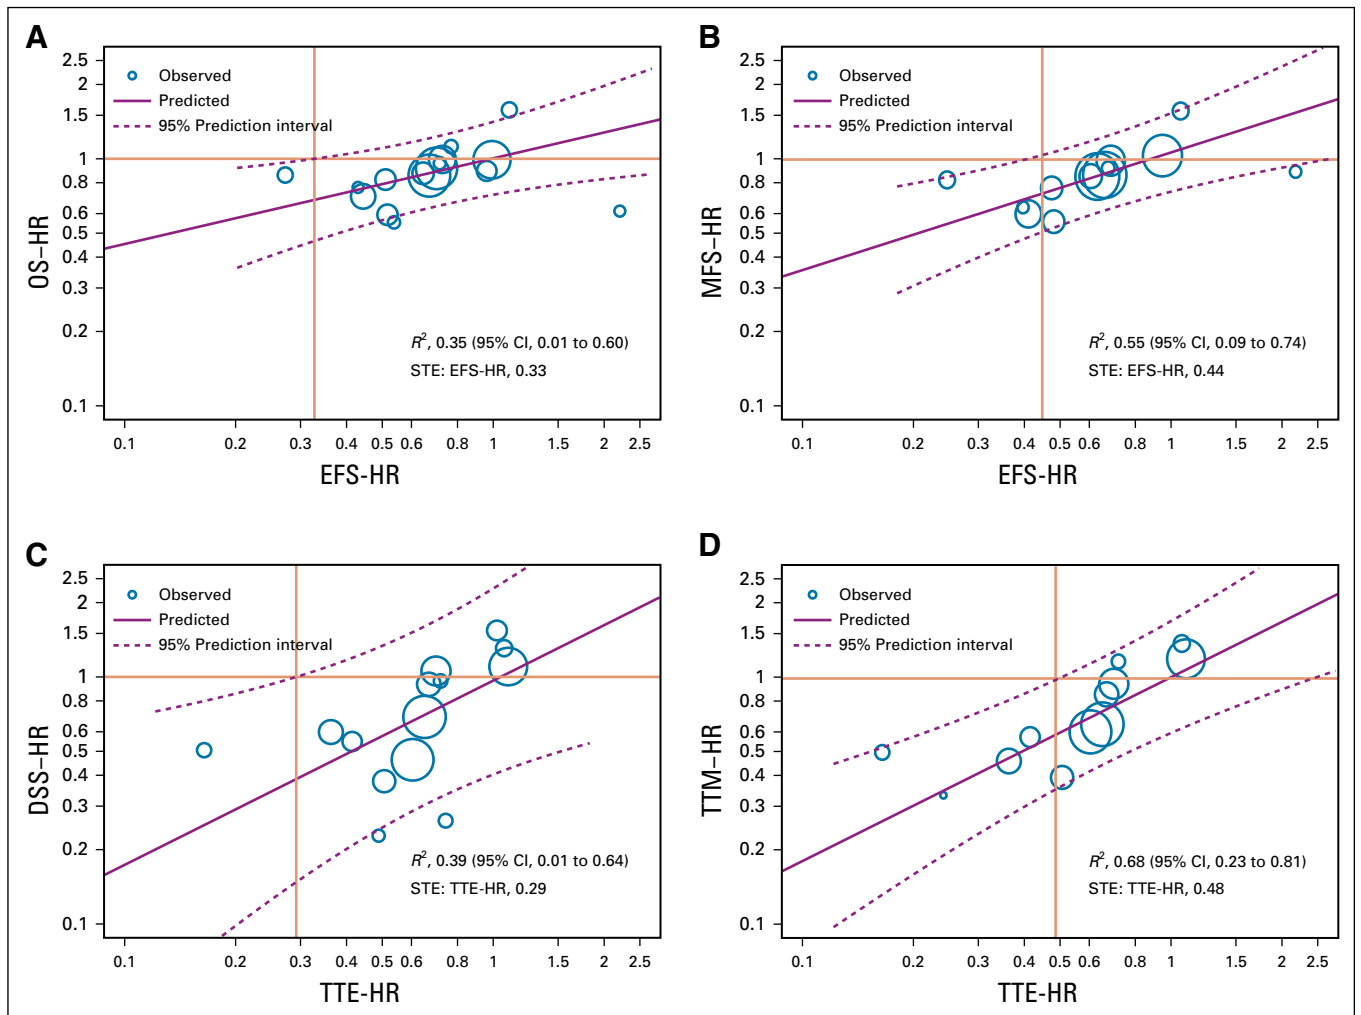 A
2.5
2
1.5
1
0.8
0.6
0.5
0.4
0.3
0.2
0.1
OS–HR
Observed
Predicted
95% Prediction interval
R², 0.35 (95% CI, 0.01 to 0.60)
STE: EFS-HR, 0.33
0.1 0.2 0.3 0.4 0.5 0.6 0.8 1 1.5 2 2.5
EFS-HR
B
2.5
2
1.5
1
0.8
0.6
0.5
0.4
0.3
0.2
0.1
MFS–HR
Observed
Predicted
95% Prediction interval
R², 0.55 (95% CI, 0.09 to 0.74)
STE: EFS-HR, 0.44
0.1 0.2 0.3 0.4 0.5 0.6 0.8 1 1.5 2 2.5
EFS-HR
C
2.5
2
1.5
1
0.8
0.6
0.5
0.4
0.3
0.2
0.1
DSS–HR
Observed
Predicted
95% Prediction interval
R², 0.39 (95% CI, 0.01 to 0.64)
STE: TTE-HR, 0.29
0.1 0.2 0.3 0.4 0.5 0.6 0.8 1 1.5 2 2.5
TTE-HR
D
2.5
2
1.5
1
0.8
0.6
0.5
0.4
0.3
0.2
0.1
TTM–HR
Observed
Predicted
95% Prediction interval
R², 0.68 (95% CI, 0.23 to 0.81)
STE: TTE-HR, 0.48
0.1 0.2 0.3 0.4 0.5 0.6 0.8 1 1.5 2 2.5
TTE-HR